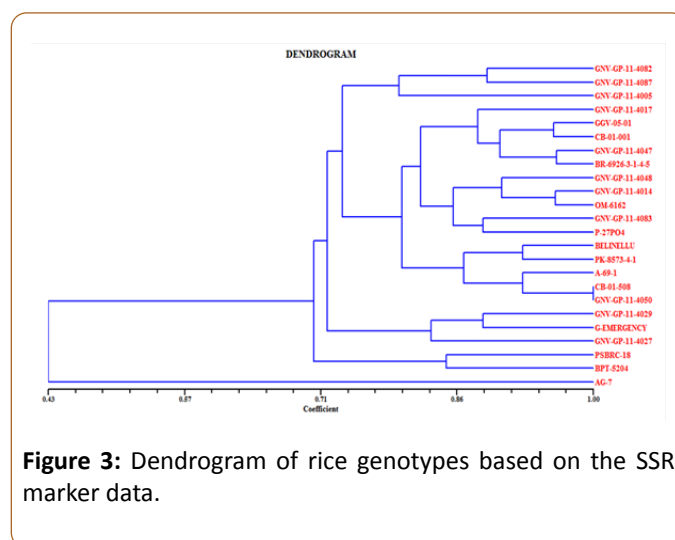 DENDROGRAM
GNV-GP-11-4082
GNV-GP-11-4087
GNV-GP-11-4005
GNV-GP-11-4017
GGV-05-01
CB-01-001
GNV-GP-11-4047
BR-6926-3-1-4-5
GNV-GP-11-4048
GNV-GP-11-4014
OM-6162
GNV-GP-11-4083
P-27PO4
BELINELLU
PK-8573-4-1
A-69-1
CB-01-508
GNV-GP-11-4050
GNV-GP-11-4029
G-EMERGENCY
GNV-GP-11-4027
PSBRC-18
BPT-5204
AG-7
0.43 0.57 0.71 0.86 1.00
Coefficient
Figure 3: Dendrogram of rice genotypes based on the SSR
marker data.